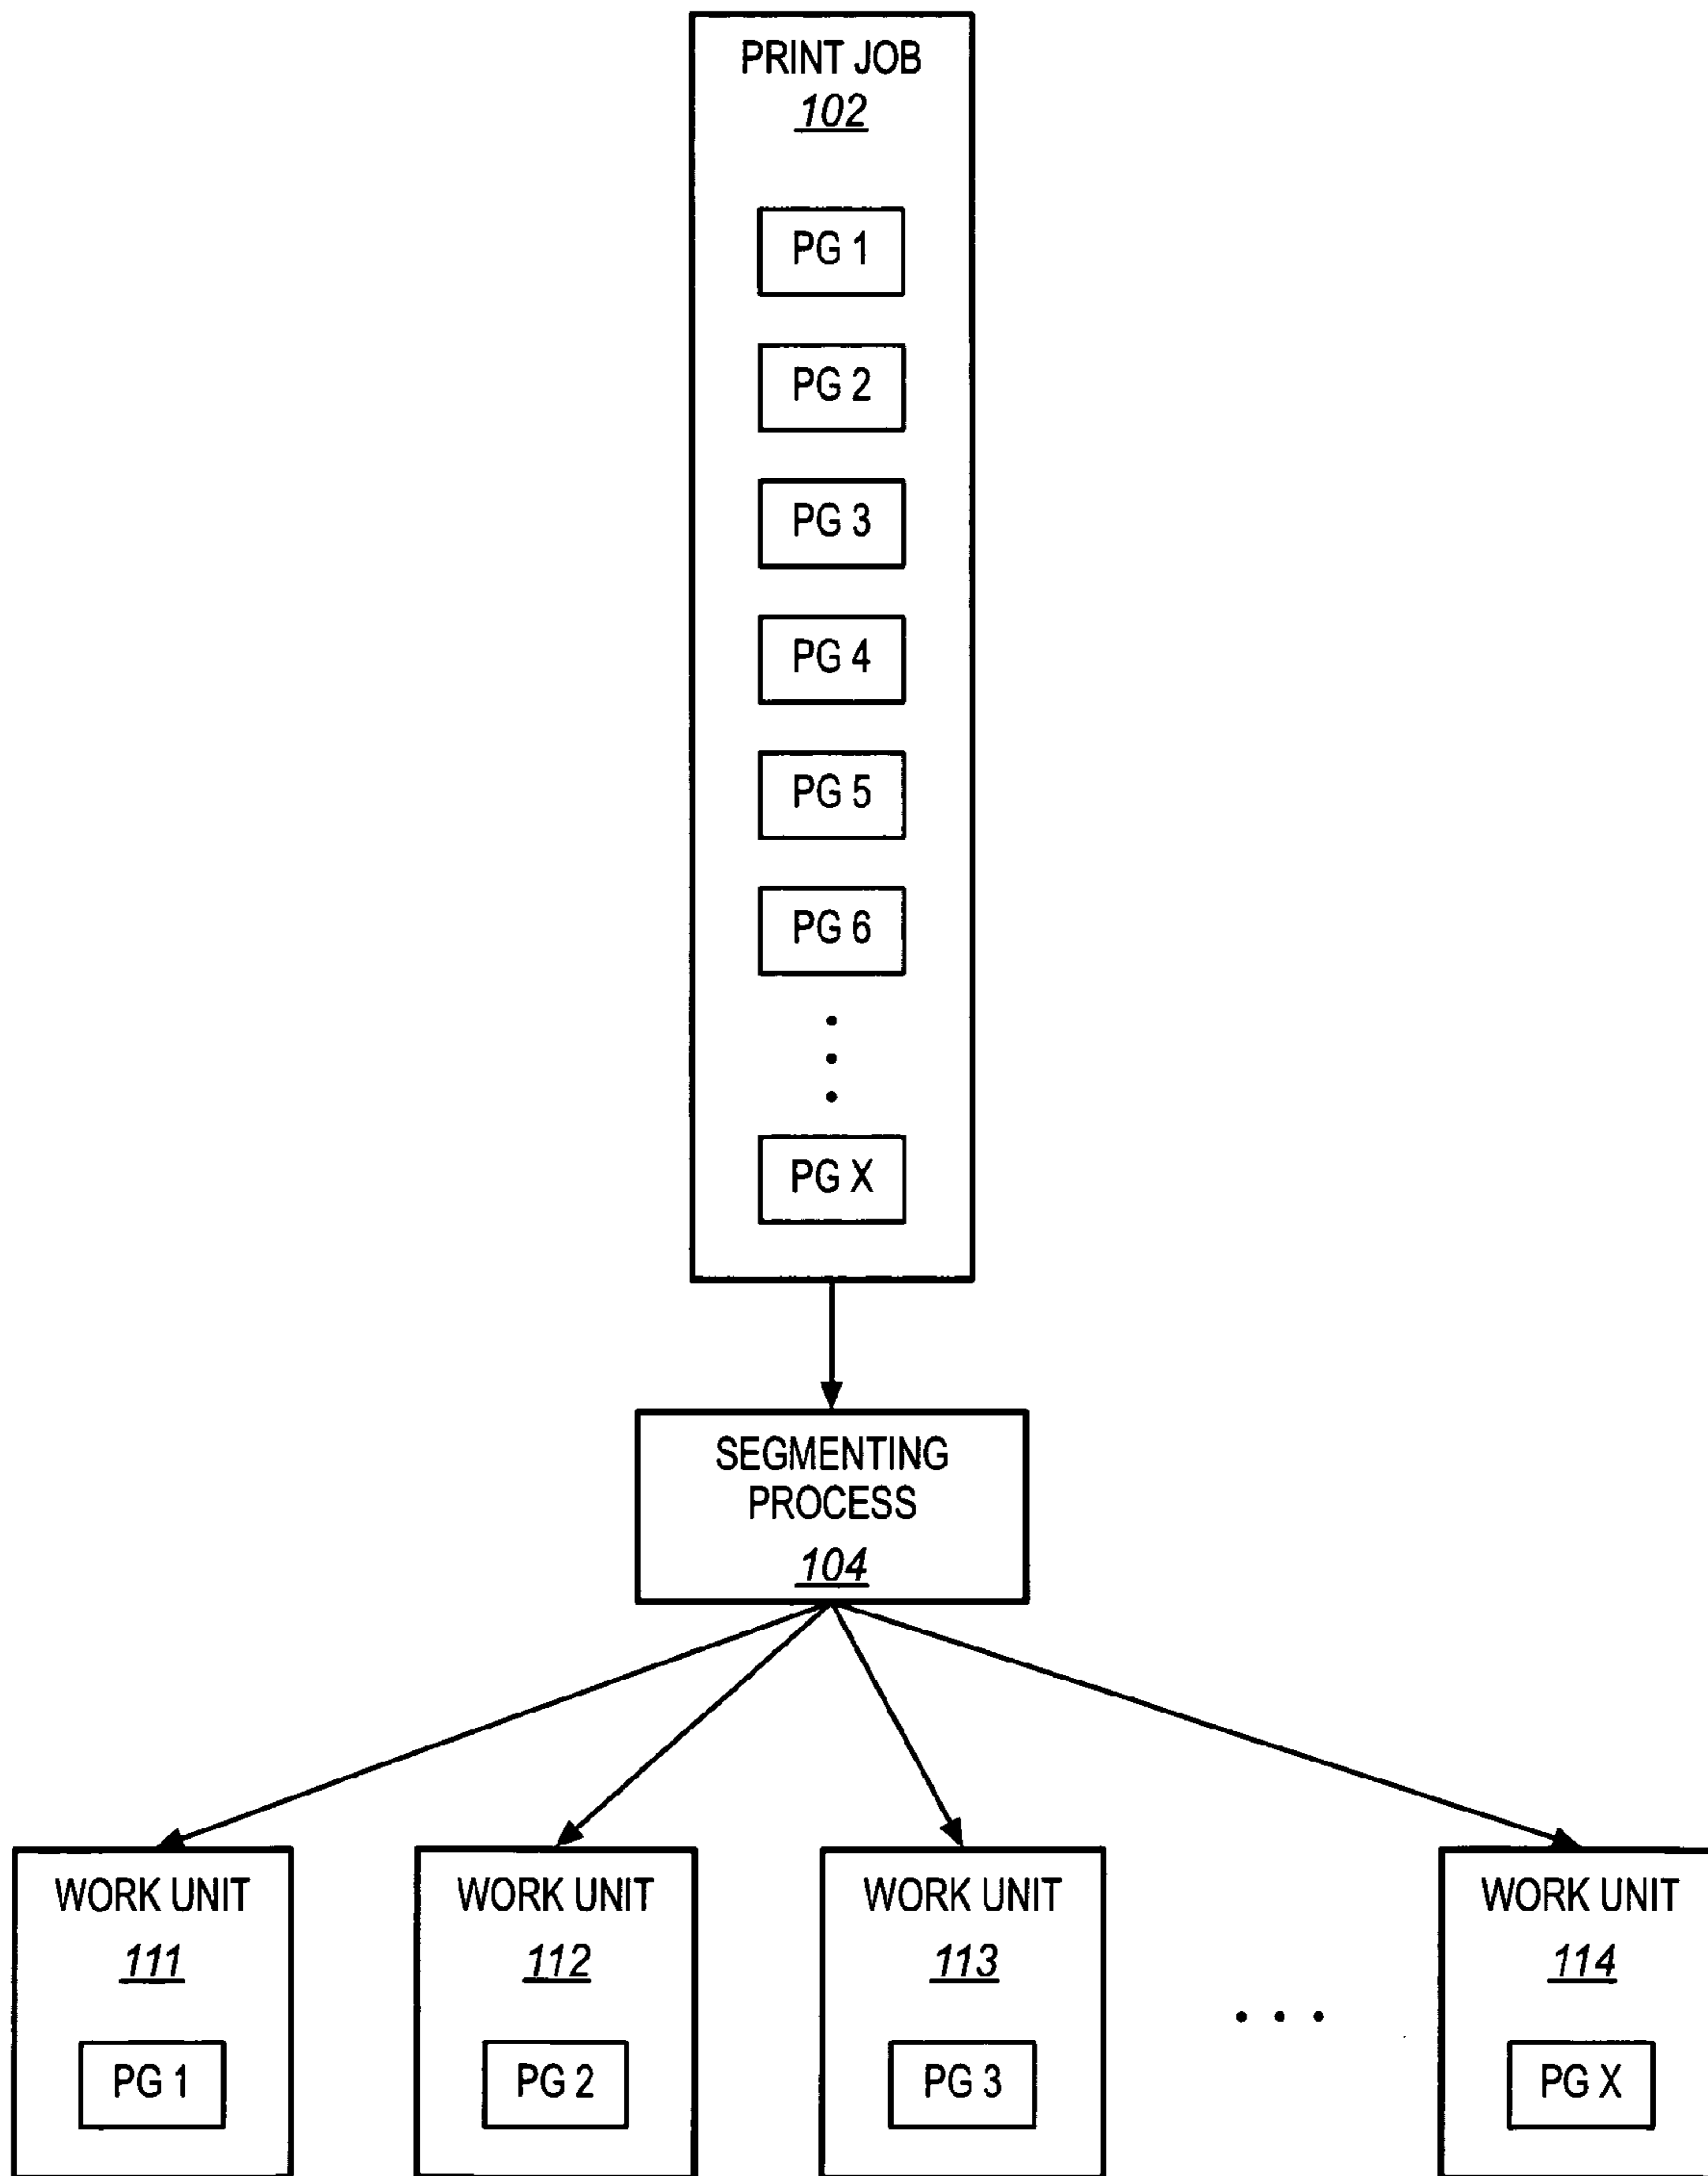 PRINT JOB
102
PG 1
PG 2
PG 3
PG 4
PG 5
PG 6
PG X
SEGMENTING
PROCESS
104
WORK UNIT
111
PG 1
WORK UNIT
112
PG 2
WORK UNIT
113
PG 3
. . .
WORK UNIT
114
PG X